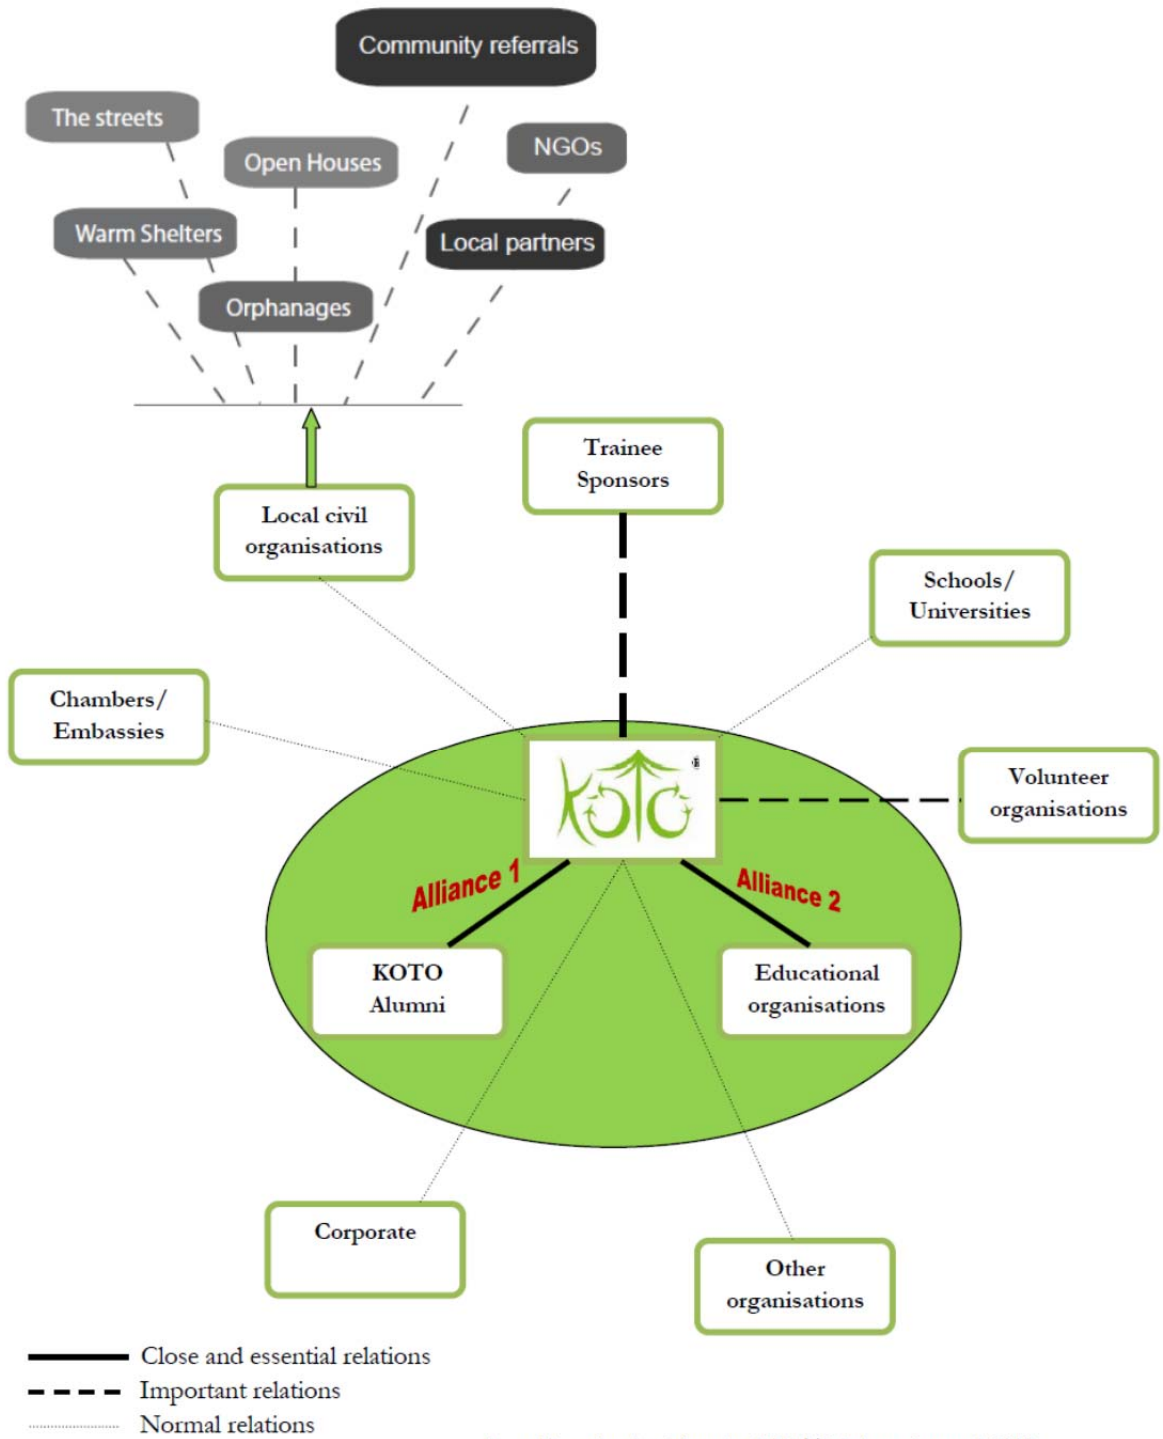 Community referrals
The streets
NGOs
Open Houses
Warm Shelters
Local partners
Orphanages
Trainee
Sponsors
Local civil
organisations
Schools/
Universities
Chambers/
Embassies
KOTO
Volunteer
organisations
Alliance 1
Alliance 2
KOTO
Alumni
Educational
organisations
Corporate
Other
organisations
Close and essential relations
Important relations
Normal relations